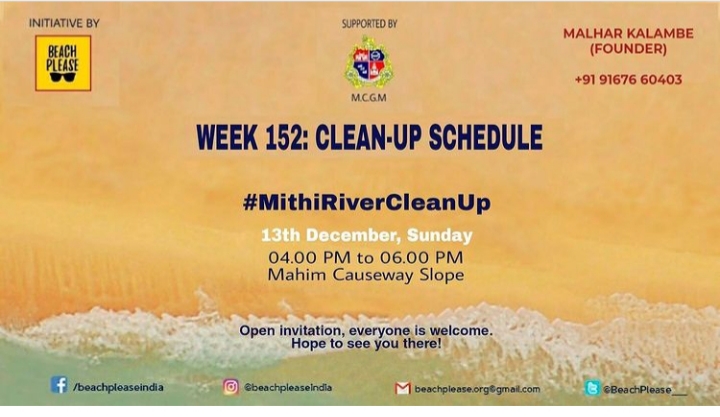 INITIATIVE BY
BEACH
PLEASE
SUPPORTED BY
M.C.G.M
MALHAR KALAMBE
(FOUNDER)
+91 91676 60403
WEEK 152: CLEAN-UP SCHEDULE
#MithiRiverCleanUp
13th December, Sunday
04.00 PM to 06.00 PM
Mahim Causeway Slope
Open invitation, everyone is welcome.
Hope to see you there!
/beachpleaseindia
@beachpleaseindia
beachplease.org@gmail.com
@BeachPlease___